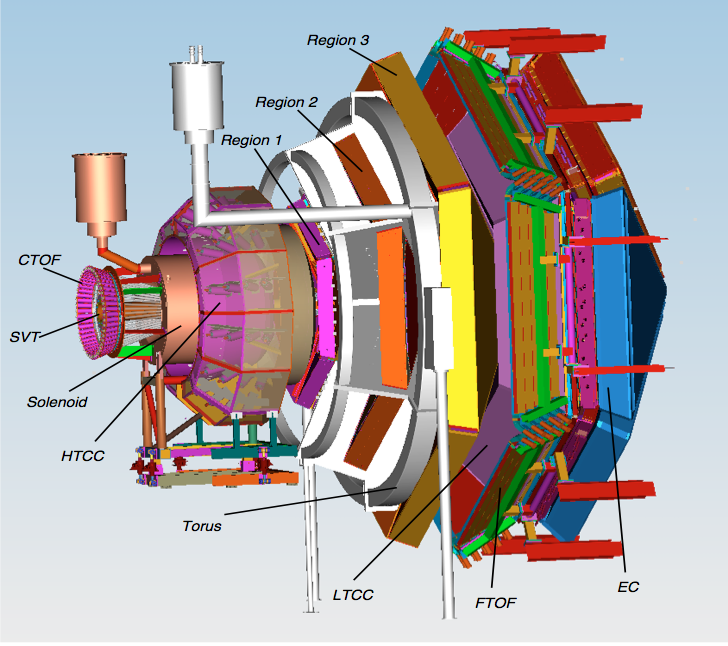 Region 3
Region 2
Region 1
CTOF
SVT
Solenoid
HTCC
Torus
LTCC
FTOF
EC